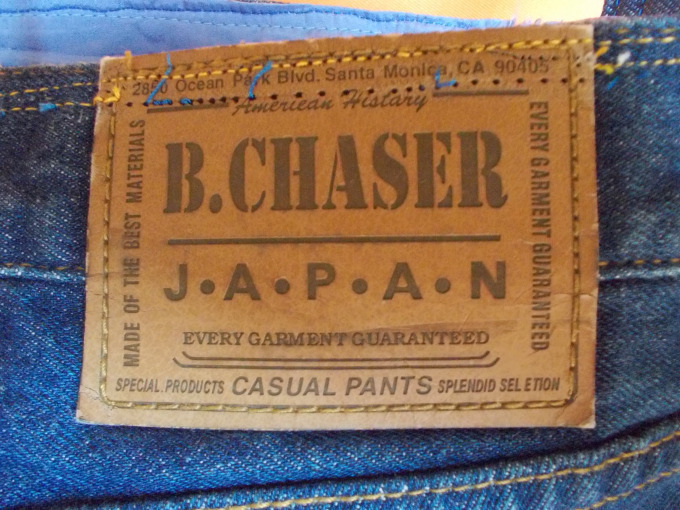 2850 Ocean Park Blvd. Santa Monica, CA 90405
American Histary
B.CHASER
J•A•P•A•N
EVERY GARMENT GUARANTEED
SPECIAL.PRODUCTS CASUAL PANTS SPLENDID SEL ETION
MADE OF THE BEST MATERIALS
EVERY GARMENT GUARANTEED